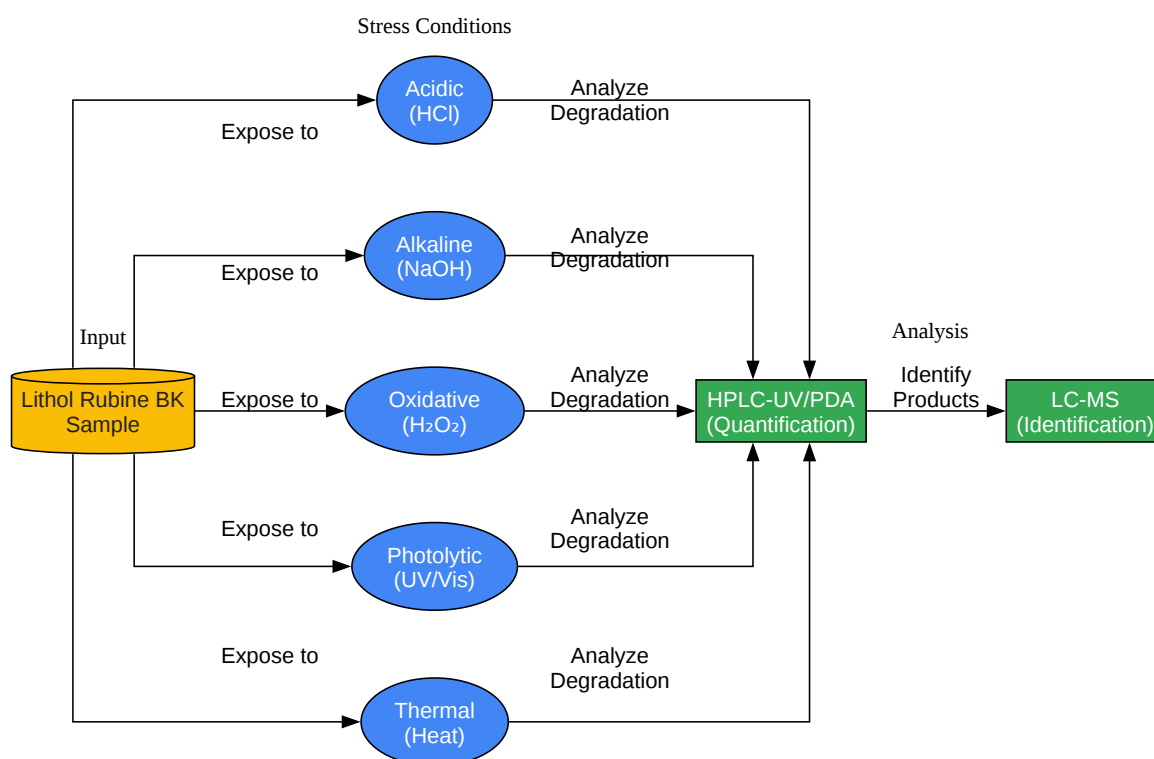 Stress Conditions
Acidic
(HCl)
Expose to
Analyze
Degradation
Alkaline
(NaOH)
Expose to
Analyze
Degradation
Input
Lithol Rubine BK
Sample
Expose to
Oxidative
(H₂O₂)
Analyze
Degradation
HPLC-UV/PDA
(Quantification)
Analysis
Identify
Products
LC-MS
(Identification)
Expose to
Photolytic
(UV/Vis)
Analyze
Degradation
Expose to
Thermal
(Heat)
Analyze
Degradation